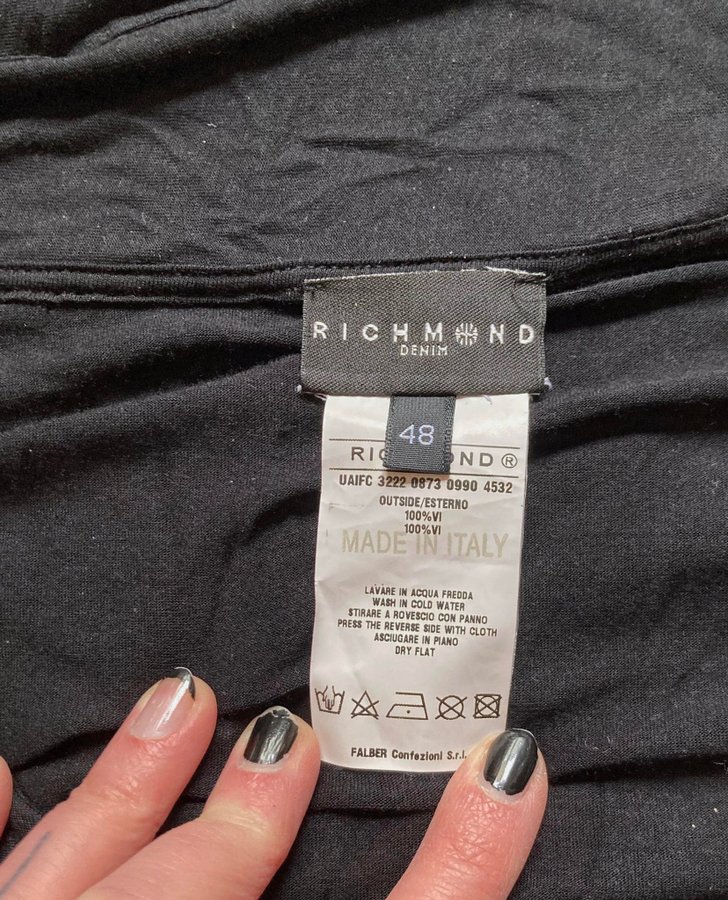 RICHMOND
DENIM
48
RICHMOND®
UAIFC 3222 0873 0990 4532
OUTSIDE/ESTERNO
100%VI
100%VI
MADE IN ITALY
LAVARE IN ACQUA FREDDA
WASH IN COLD WATER
STIRARE A ROVESCIO CON PANNO
PRESS THE REVERSE SIDE WITH CLOTH
ASCIUGARE IN PIANO
DRY FLAT
FALBER Confezioni S.r.l.